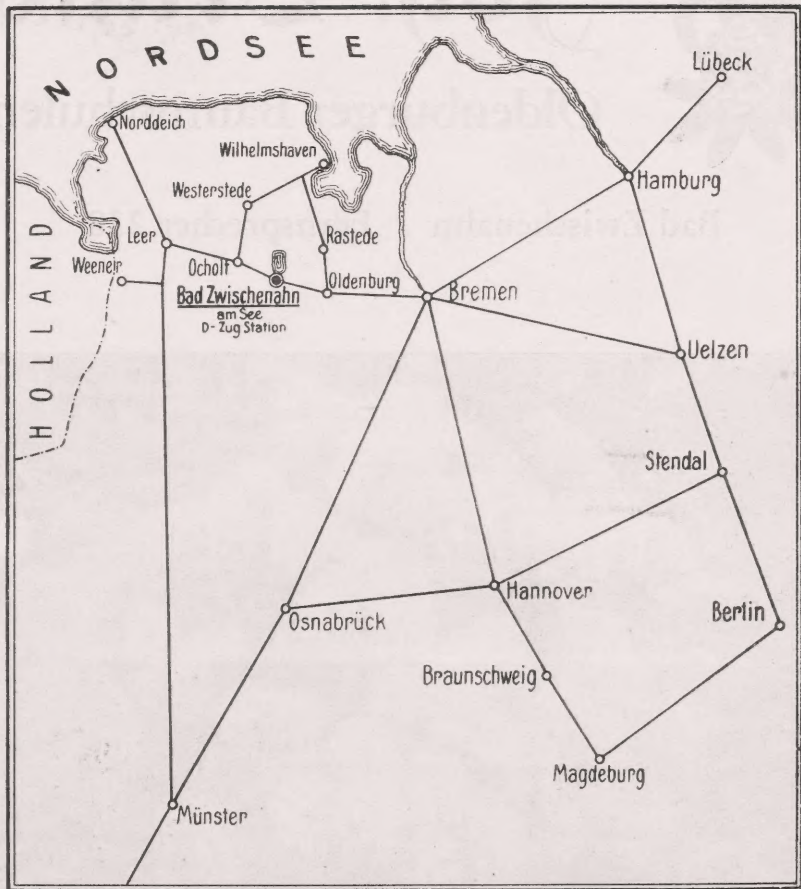 NORDSEE
Lübeck
Norddeich
Wilhelmshaven
Hamburg
Westerstede
Leer
Rastede
HOLLAND
Weeneir
Ocholt
Oldenburg
Bremen
Bad Zwischenahn
am See
D-Zug Station
Uelzen
Stendal
Hannover
Osnabrück
Berlin
Braunschweig
Magdeburg
Münster